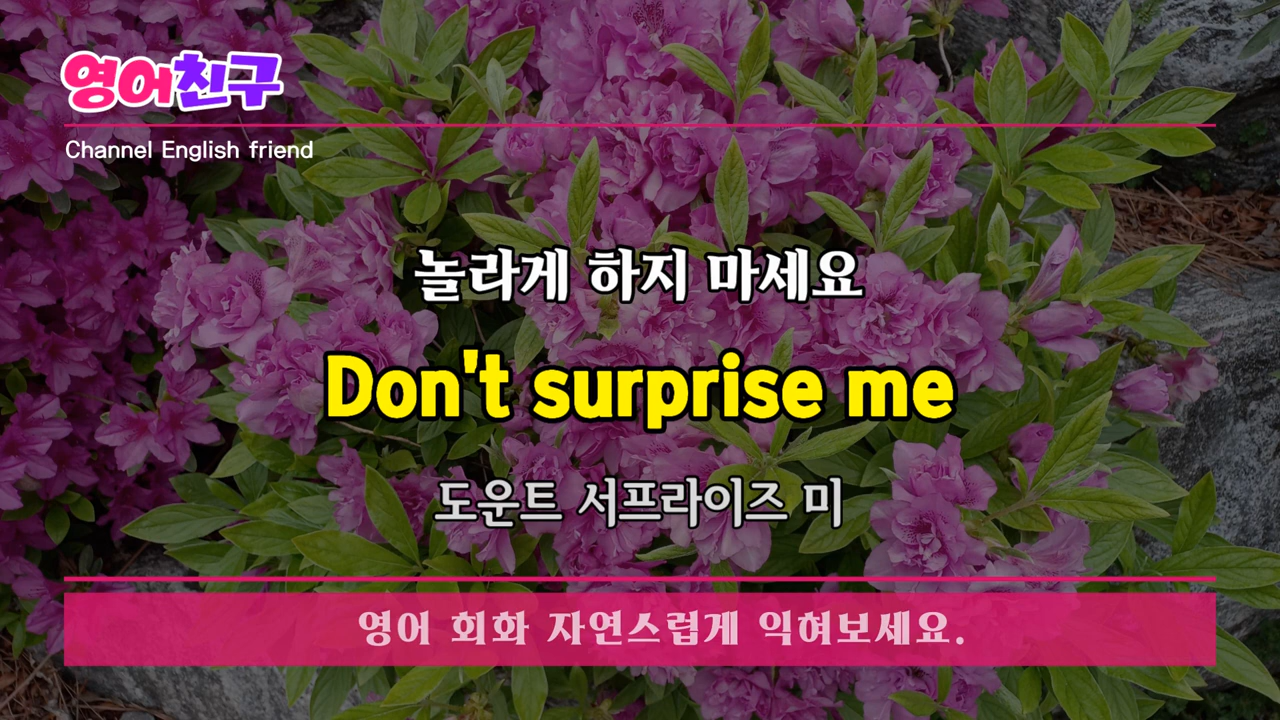 영어친구
Channel English friend
놀라게 하지 마세요
Don't surprise me
도운트 서프라이즈 미
영어 회화 자연스럽게 익혀보세요.